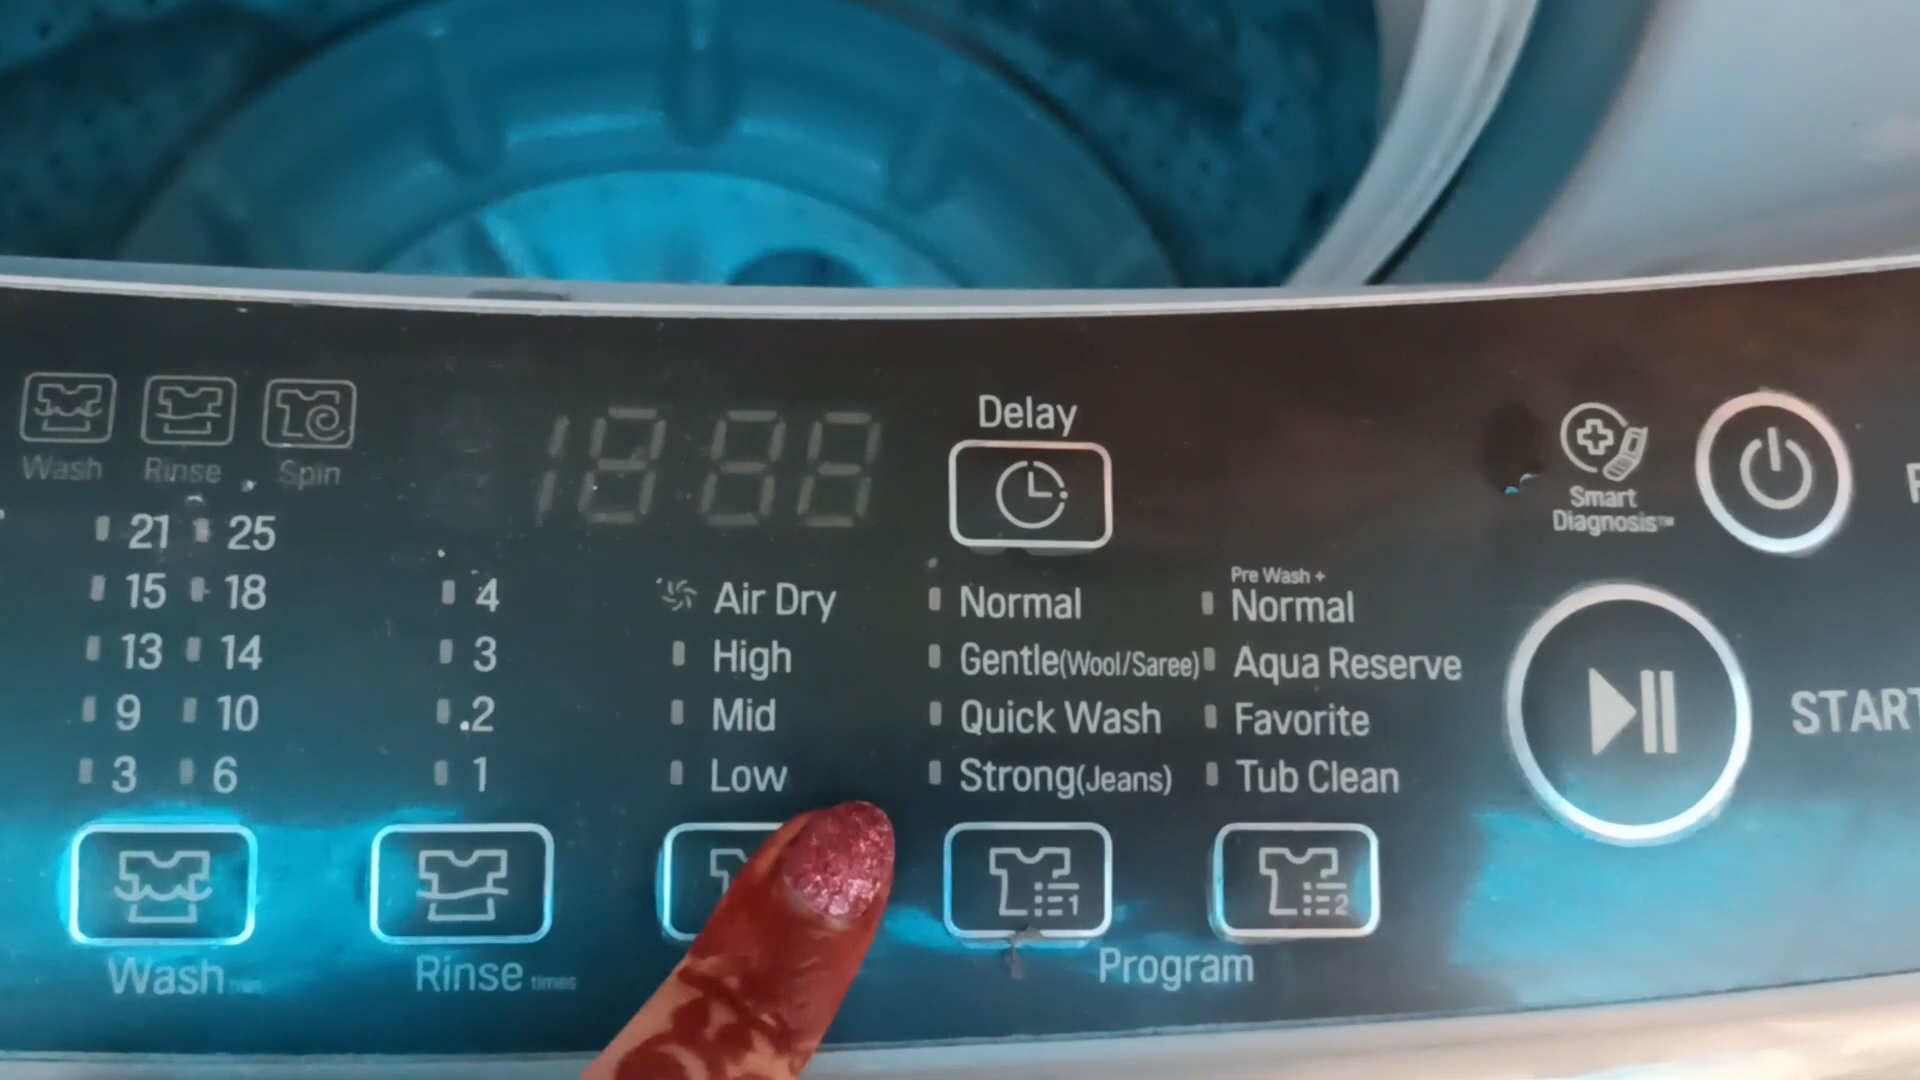 Delay
Wash Rinse Spin
Smart
Diagnosis™
21 25
15 18 4 Air Dry Normal Pre Wash + Normal
13 14 3 High Gentle(Wool/Saree) Aqua Reserve
9 10 2 Mid Quick Wash Favorite
3 6 1 Low Strong(Jeans) Tub Clean
START
1 2
Wash Rinse times Program